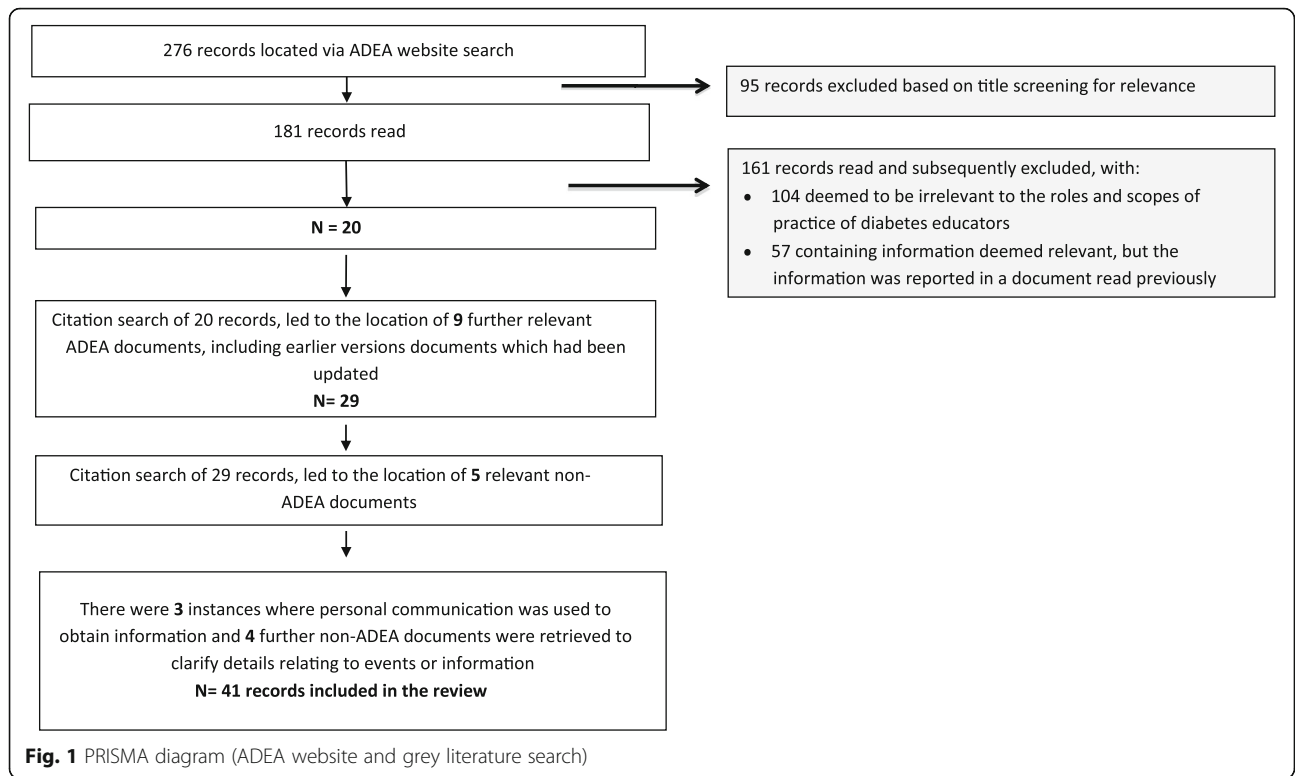 276 records located via ADEA website search
95 records excluded based on title screening for relevance
181 records read
161 records read and subsequently excluded, with:
• 104 deemed to be irrelevant to the roles and scopes of
practice of diabetes educators
• 57 containing information deemed relevant, but the
information was reported in a document read previously
N = 20
Citation search of 20 records, led to the location of 9 further relevant
ADEA documents, including earlier versions documents which had been
updated
N= 29
Citation search of 29 records, led to the location of 5 relevant non-
ADEA documents
There were 3 instances where personal communication was used to
obtain information and 4 further non-ADEA documents were retrieved to
clarify details relating to events or information
N= 41 records included in the review
Fig. 1 PRISMA diagram (ADEA website and grey literature search)